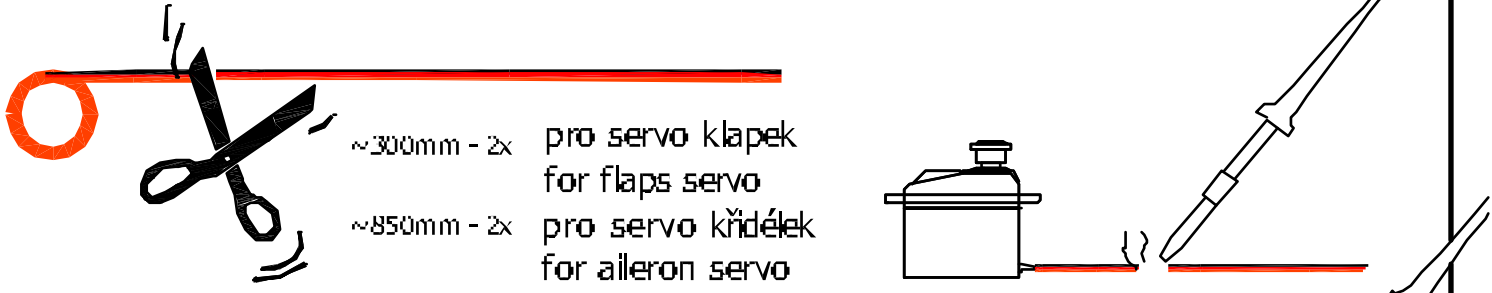 ~300mm - 2x pro servo klapek
for flaps servo
~850mm - 2x pro servo křidélek
for aileron servo